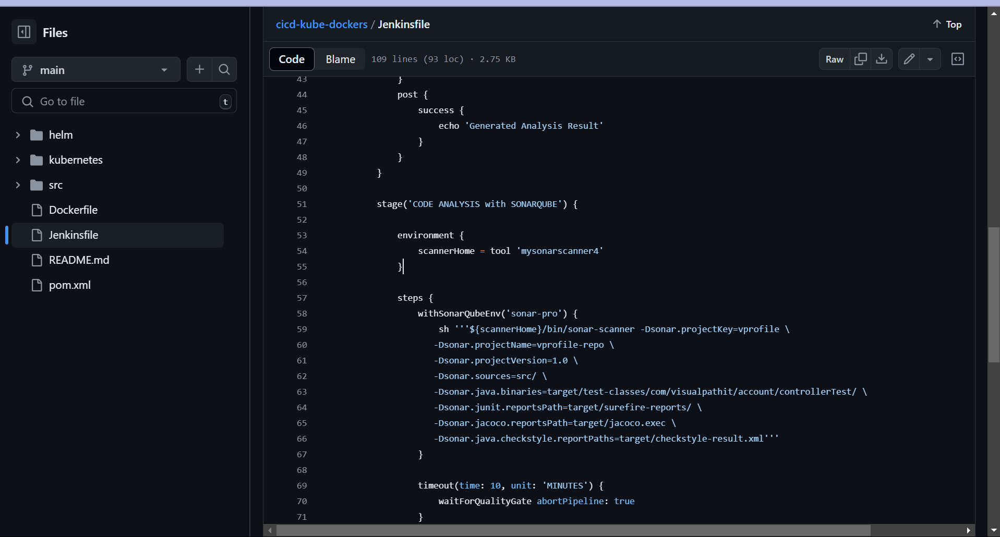 Files
main
Go to file
t
helm
kubernetes
src
Dockerfile
Jenkinsfile
README.md
pom.xml
cicd-kube-dockers / Jenkinsfile
Top
Code Blame 109 lines (93 loc) · 2.75 KB
Raw
43 }
44 post {
45 success {
46 echo 'Generated Analysis Result'
47 }
48 }
49 }
50
51 stage('CODE ANALYSIS with SONARQUBE') {
52
53 environment {
54 scannerHome = tool 'mysonarscanner4'
55 }
56
57 steps {
58 withSonarQubeEnv('sonar-pro') {
59 sh '''${scannerHome}/bin/sonar-scanner -Dsonar.projectKey=vprofile \
60 -Dsonar.projectName=vprofile-repo \
61 -Dsonar.projectVersion=1.0 \
62 -Dsonar.sources=src/ \
63 -Dsonar.java.binaries=target/test-classes/com/visualpathit/account/controllerTest/ \
64 -Dsonar.junit.reportsPath=target/surefire-reports/ \
65 -Dsonar.jacoco.reportsPath=target/jacoco.exec \
66 -Dsonar.java.checkstyle.reportPaths=target/checkstyle-result.xml'''
67 }
68
69 timeout(time: 10, unit: 'MINUTES') {
70 waitForQualityGate abortPipeline: true
71 }